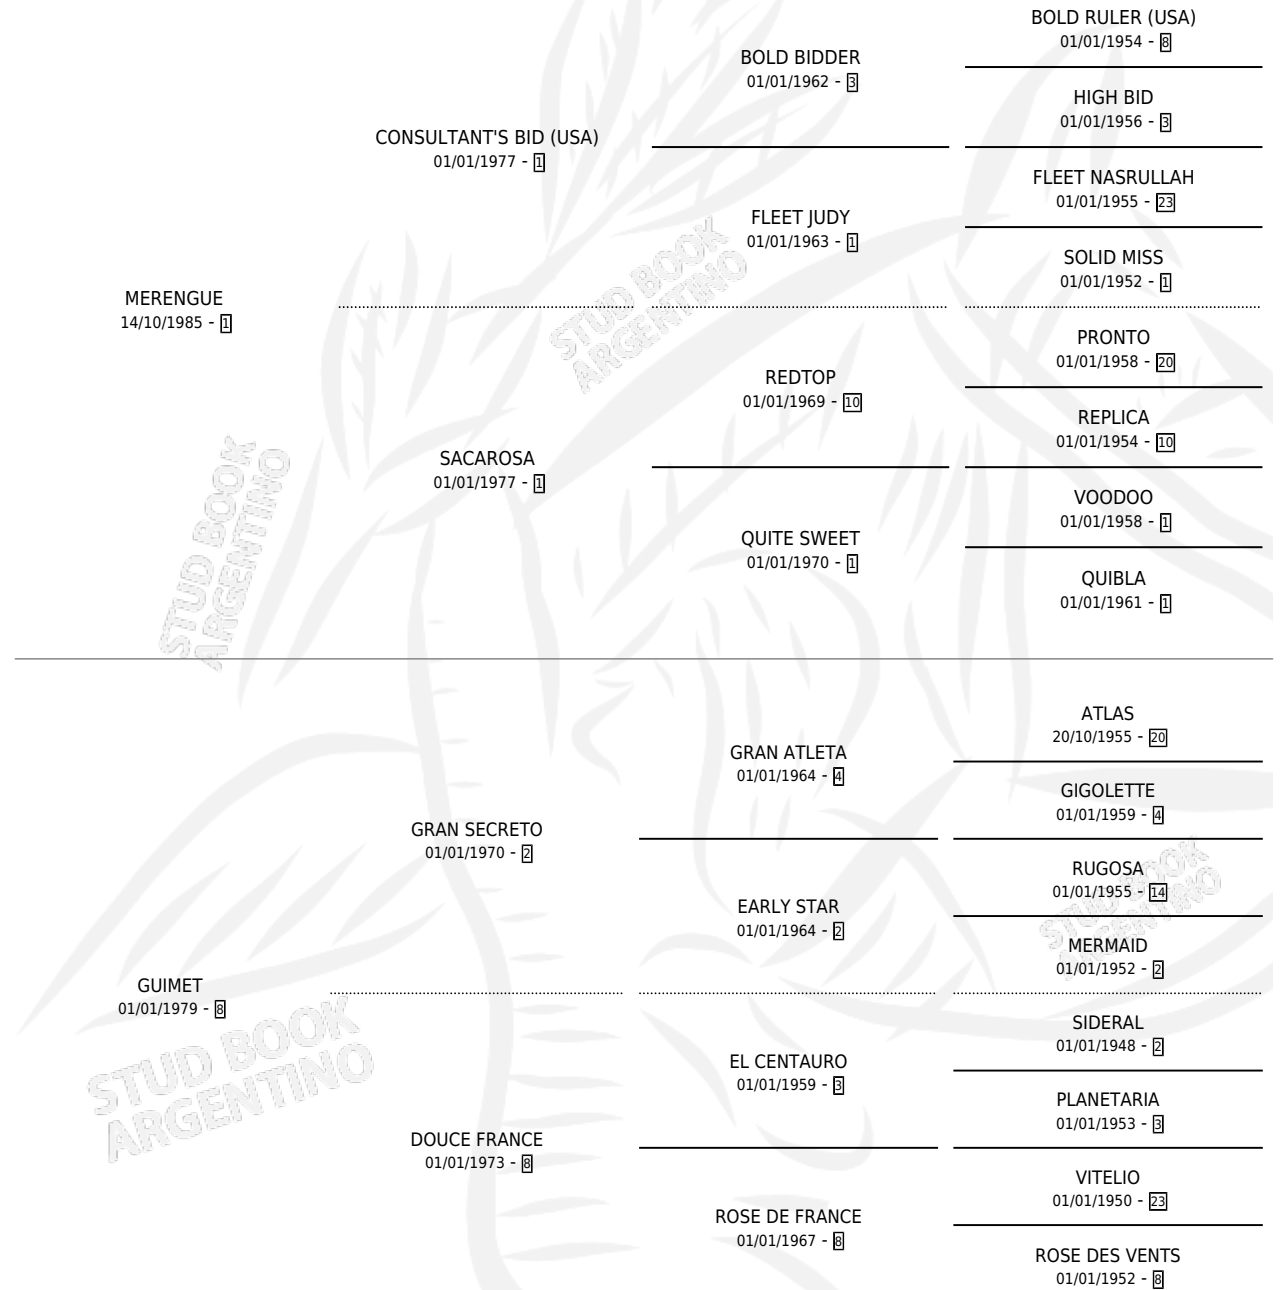 BOLD RULER (USA)
01/01/1954 - 8
BOLD BIDDER
01/01/1962 - 3
HIGH BID
01/01/1956 - 3
CONSULTANT'S BID (USA)
01/01/1977 - 1
FLEET NASRULLAH
01/01/1955 - 23
FLEET JUDY
01/01/1963 - 1
SOLID MISS
01/01/1952 - 1
MERENGUE
14/10/1985 - 1
PRONTO
01/01/1958 - 20
REDTOP
01/01/1969 - 10
REPLICA
01/01/1954 - 10
SACAROSA
01/01/1977 - 1
VOODOO
01/01/1958 - 1
QUITE SWEET
01/01/1970 - 1
QUIBLA
01/01/1961 - 1
ATLAS
20/10/1955 - 20
GRAN ATLETA
01/01/1964 - 4
GIGOLETTE
01/01/1959 - 4
GRAN SECRETO
01/01/1970 - 2
RUGOSA
01/01/1955 - 14
EARLY STAR
01/01/1964 - 2
MERMAID
01/01/1952 - 2
GUIMET
01/01/1979 - 8
SIDERAL
01/01/1948 - 2
EL CENTAURO
01/01/1959 - 3
PLANETARIA
01/01/1953 - 3
DOUCE FRANCE
01/01/1973 - 8
VITELIO
01/01/1950 - 23
ROSE DE FRANCE
01/01/1967 - 8
ROSE DES VENTS
01/01/1952 - 8
STUD BOOK
ARGENTINO
STUD BOOK
ARGENTINO
STUD BOOK
ARGENTINO
STUD BOOK
ARGENTINO